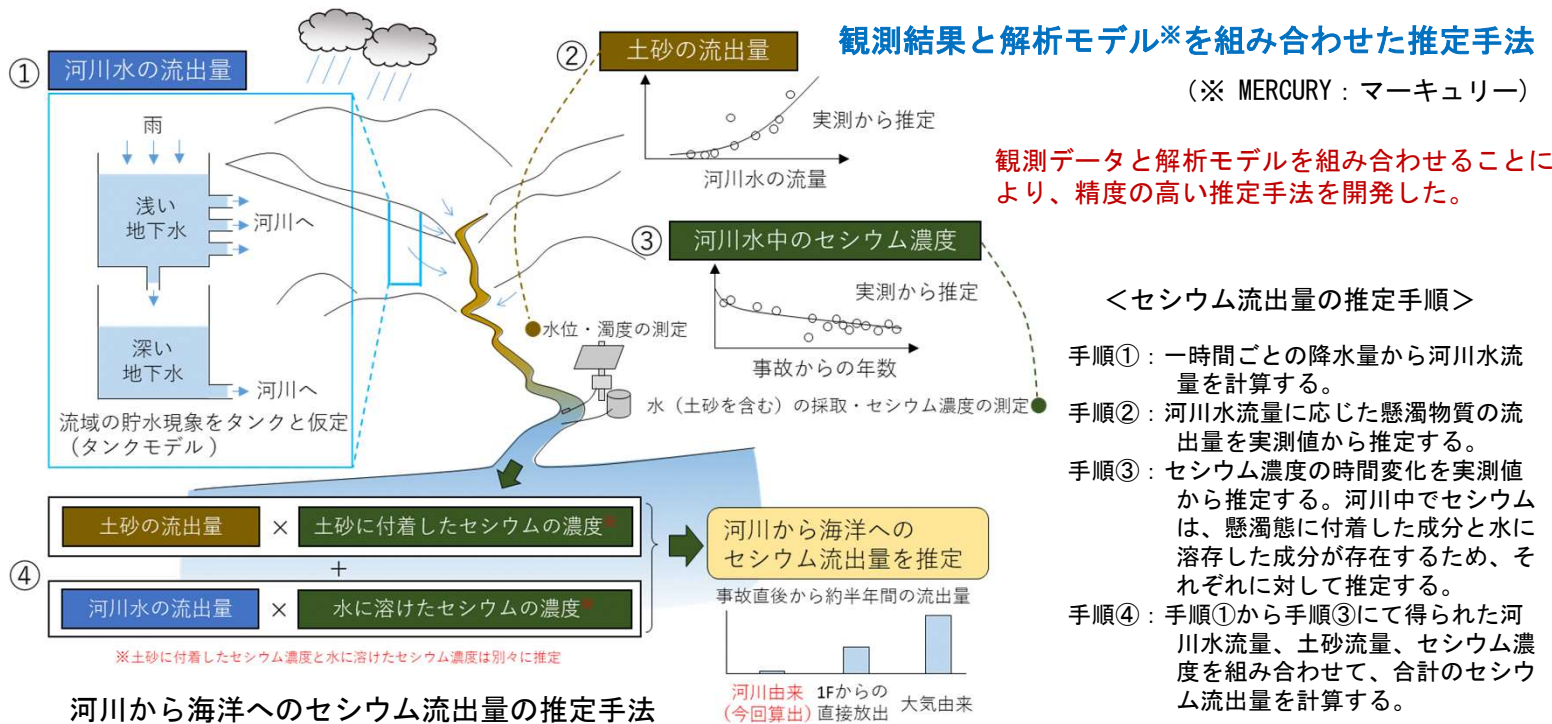 観測結果と解析モデル※を組み合わせた推定手法
(※ MERCURY:マーキュリー)
観測データと解析モデルを組み合わせることに
より、精度の高い推定手法を開発した。
① 河川水の流出量
雨
浅い
地下水
河川へ
深い
地下水
河川へ
流域の貯水現象をタンクと仮定
(タンクモデル)
② 土砂の流出量
実測から推定
河川水の流量
③ 河川水中のセシウム濃度
実測から推定
事故からの年数
水位・濁度の測定
水(土砂を含む)の採取・セシウム濃度の測定
④
土砂の流出量 × 土砂に付着したセシウムの濃度※
+
河川水の流出量 × 水に溶けたセシウムの濃度※
※土砂に付着したセシウム濃度と水に溶けたセシウム濃度は別々に推定
河川から海洋への
セシウム流出量を推定
事故直後から約半年間の流出量
河川由来
(今回算出)
1Fからの
直接放出
大気由来
河川から海洋へのセシウム流出量の推定手法
<セシウム流出量の推定手順>
手順①:一時間ごとの降水量から河川水流
量を計算する。
手順②:河川水流量に応じた懸濁物質の流
出量を実測値から推定する。
手順③:セシウム濃度の時間変化を実測値
から推定する。河川中でセシウム
は、懸濁態に付着した成分と水に
溶存した成分が存在するため、そ
れぞれに対して推定する。
手順④:手順①から手順③にて得られた河
川水流量、土砂流量、セシウム濃
度を組み合わせて、合計のセシウ
ム流出量を計算する。